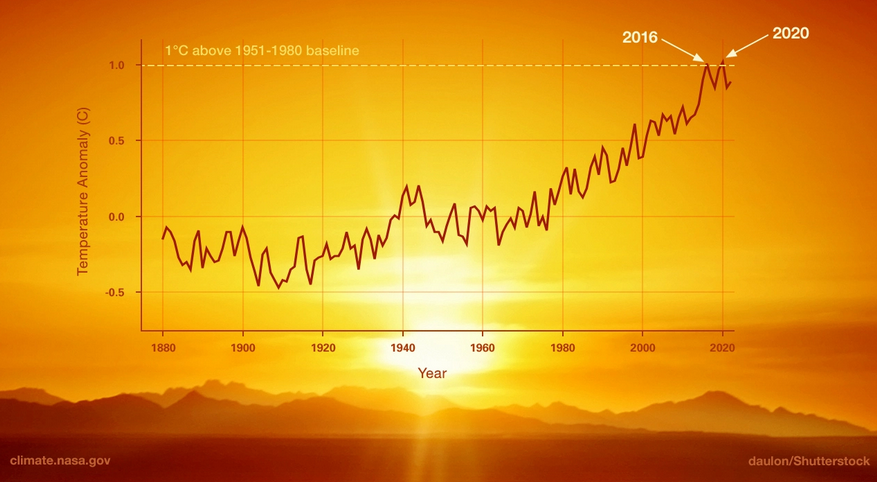 1°C above 1951-1980 baseline
2016
2020
1.0
0.5
0.0
-0.5
Temperature Anomaly (C)
1880 1900 1920 1940 1960 1980 2000 2020
Year
climate.nasa.gov
daulon/Shutterstock